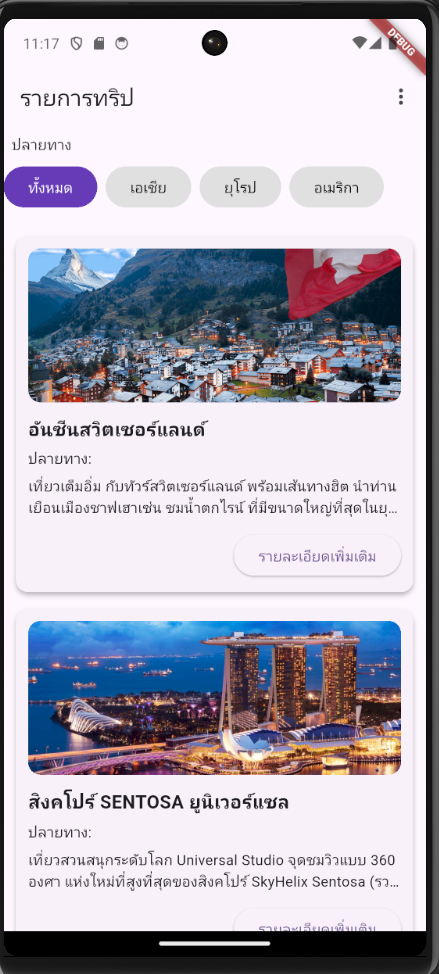 11:17
DEBUG
รายการทริป
ปลายทาง
ทั้งหมด
เอเชีย
ยุโรป
อเมริกา
อันซีนสวิตเซอร์แลนด์
ปลายทาง:
เที่ยวเต็มอิ่ม กับทัวร์สวิตเซอร์แลนด์ พร้อมเส้นทางฮิต นำท่าน
เยือนเมืองชาฟเฮาเซ่น ชมน้ำตกไรน์ ที่มีขนาดใหญ่ที่สุดในยุ...
รายละเอียดเพิ่มเติม
สิงคโปร์ SENTOSA ยูนิเวอร์แซล
ปลายทาง:
เที่ยวสวนสนุกระดับโลก Universal Studio จุดชมวิวแบบ 360
องศา แห่งใหม่ที่สูงที่สุดของสิงคโปร์ SkyHelix Sentosa (รว...
รายละเอียดเพิ่มเติม